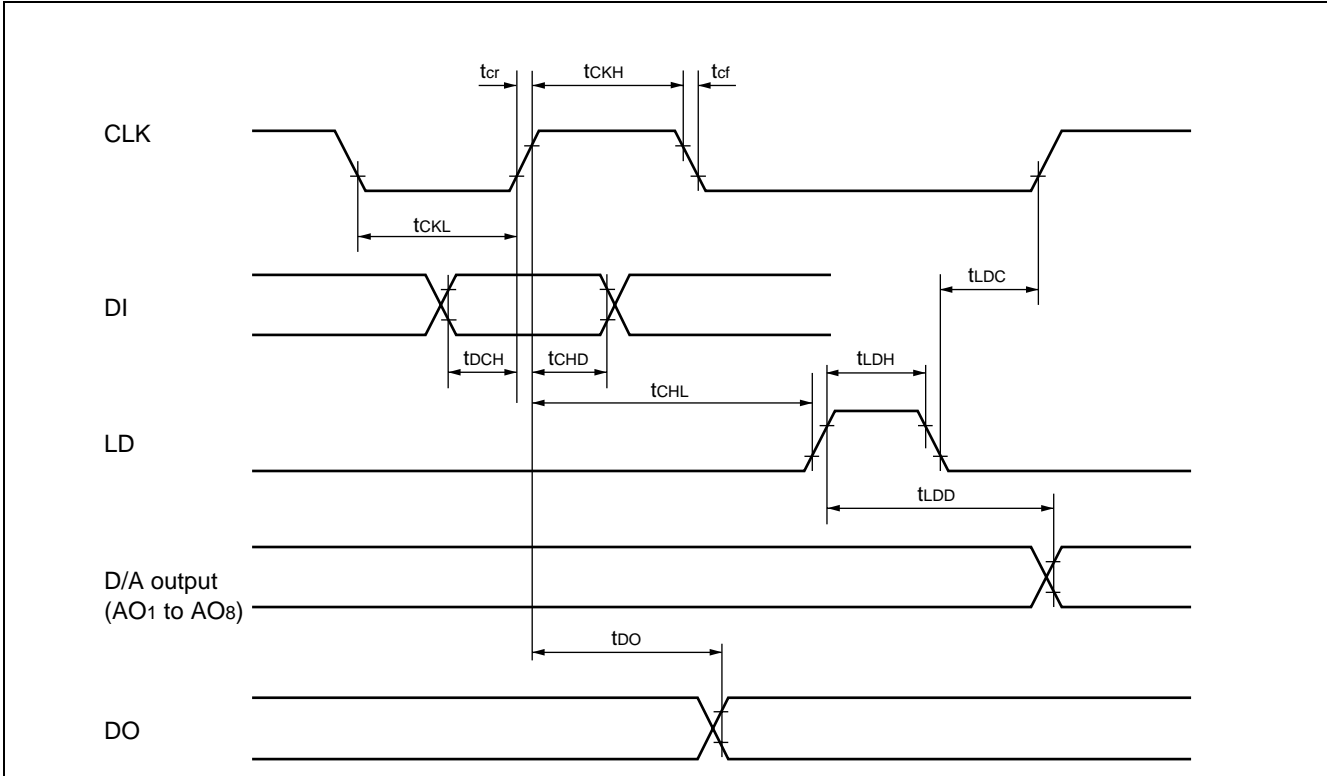 tcr
tCKH
tcf
CLK
tCKL
tLDC
DI
tDCH
tCHD
tLDH
tCHL
LD
tLDD
D/A output
(AO1 to AO8)
tDO
DO